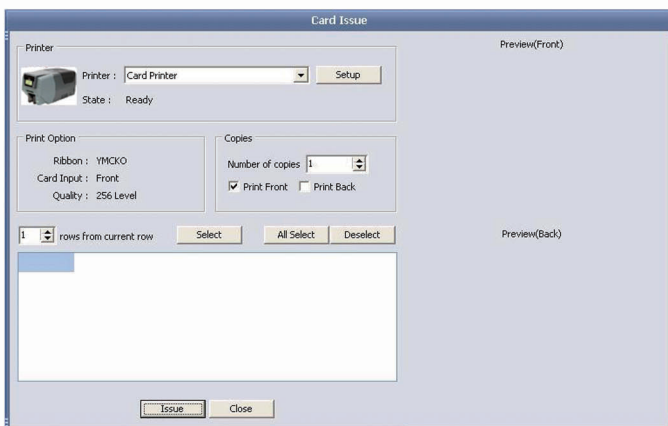 Card Issue
Printer
Preview(Front)
Printer : Card Printer
Setup
State : Ready
Print Option
Copies
Ribbon : YMCKO
Number of copies 1
Card Input : Front
Print Front Print Back
Quality : 256 Level
1 rows from current row
Select
All Select
Deselect
Preview(Back)
Issue
Close